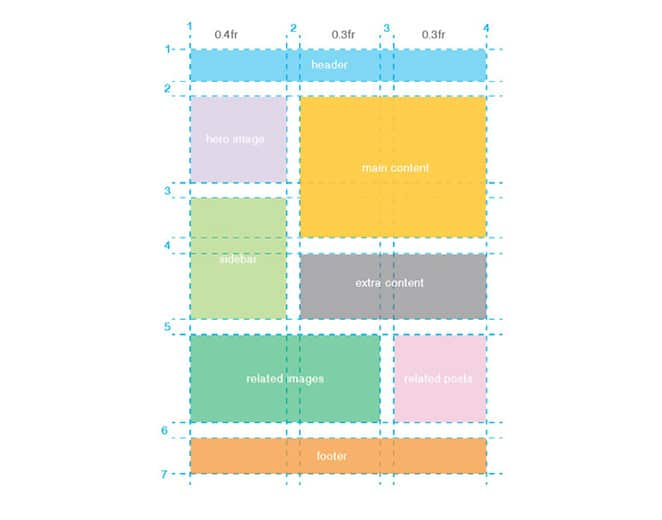 1 2 3 4
0.4fr 0.3fr 0.3fr
1
header
2
hero image
main content
3
4
sidebar
extra content
5
related images
related posts
6
footer
7